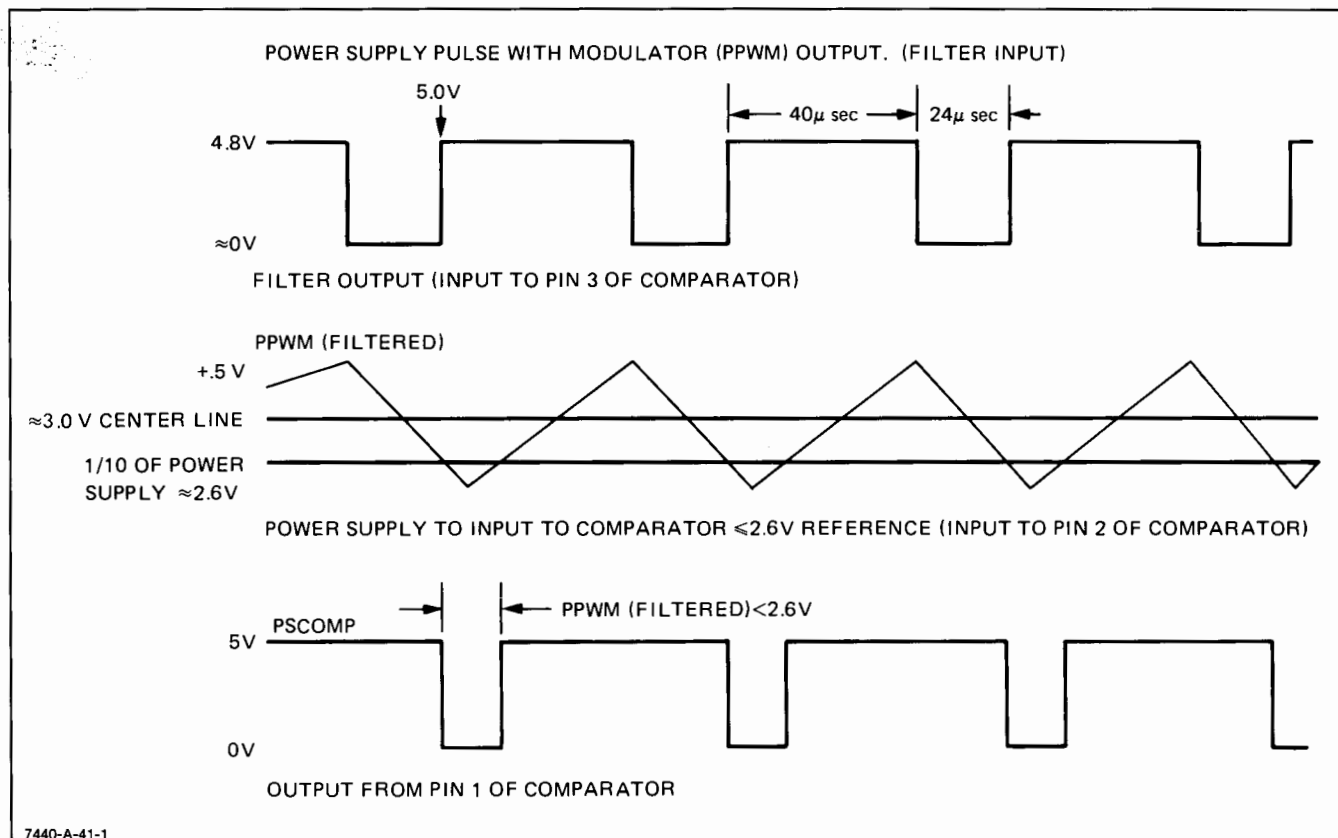 POWER SUPPLY PULSE WITH MODULATOR (PPWM) OUTPUT. (FILTER INPUT)
5.0V
40μ sec
24μ sec
4.8V
≈0V
FILTER OUTPUT (INPUT TO PIN 3 OF COMPARATOR)
PPWM (FILTERED)
+.5 V
≈3.0 V CENTER LINE
1/10 OF POWER
SUPPLY ≈2.6V
POWER SUPPLY TO INPUT TO COMPARATOR ⩽2.6V REFERENCE (INPUT TO PIN 2 OF COMPARATOR)
PPWM (FILTERED)<2.6V
PSCOMP
5V
0V
OUTPUT FROM PIN 1 OF COMPARATOR
7440-A-41-1